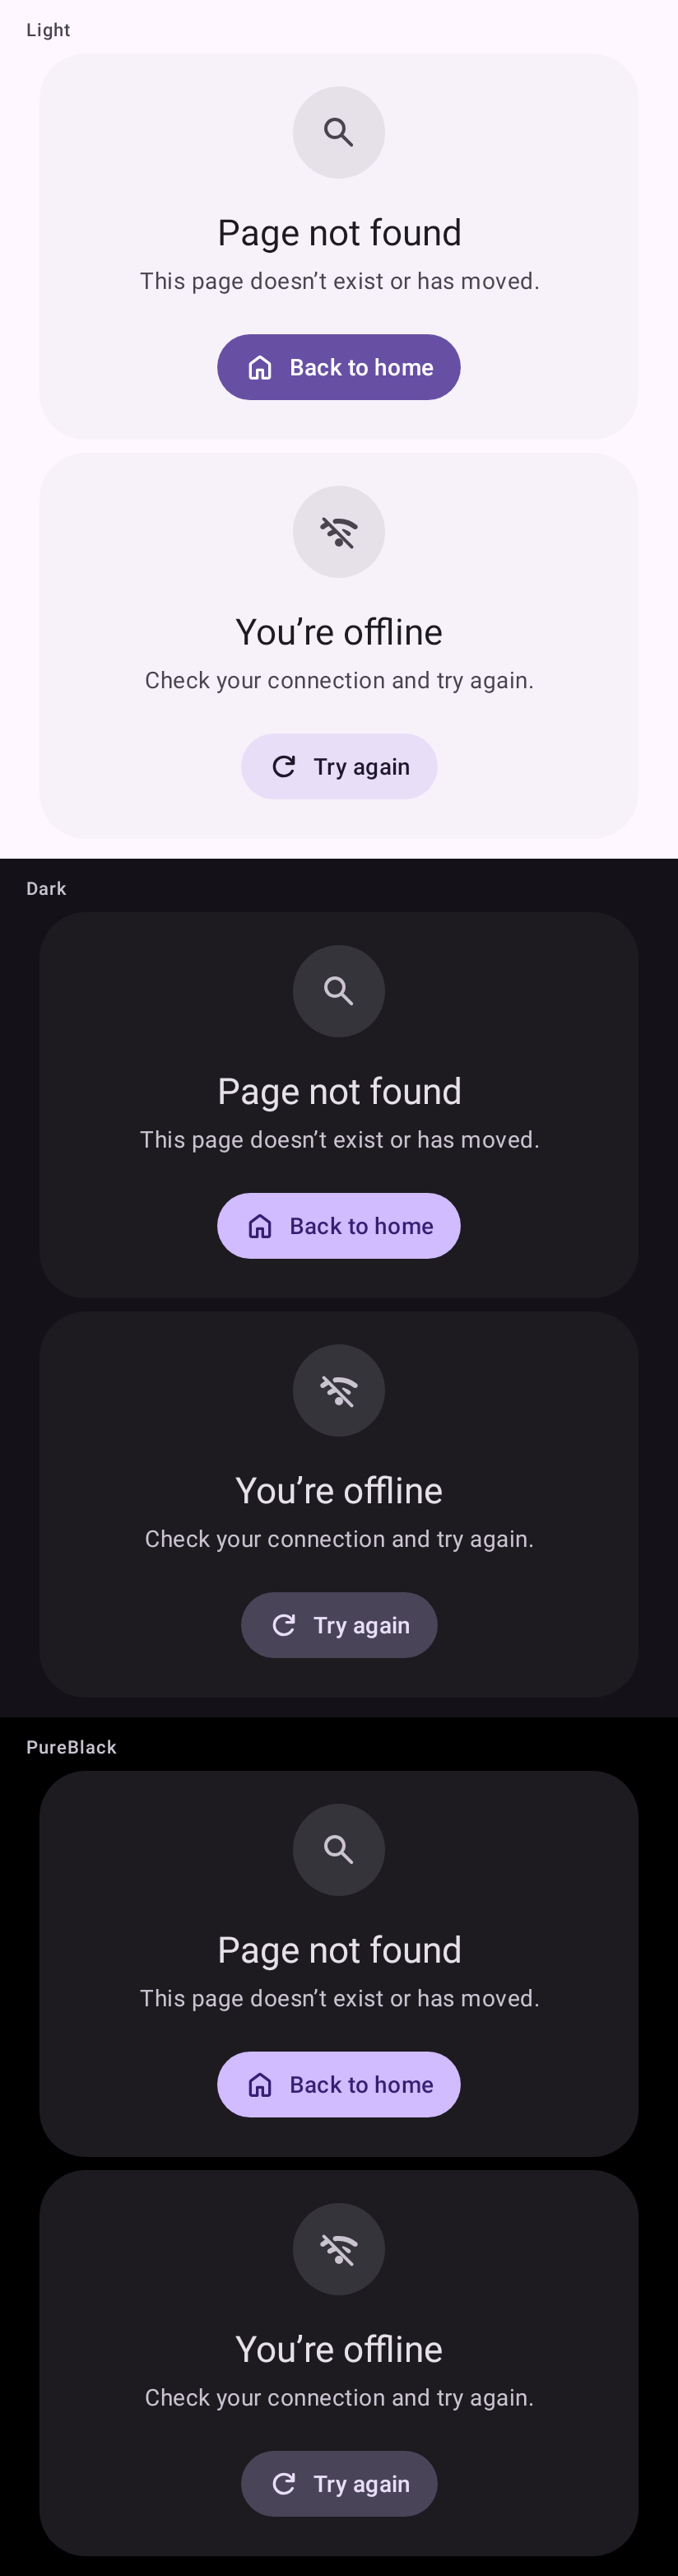 Light
Page not found
This page doesn’t exist or has moved.
Back to home
You’re offline
Check your connection and try again.
Try again
Dark
Page not found
This page doesn’t exist or has moved.
Back to home
You’re offline
Check your connection and try again.
Try again
PureBlack
Page not found
This page doesn’t exist or has moved.
Back to home
You’re offline
Check your connection and try again.
Try again